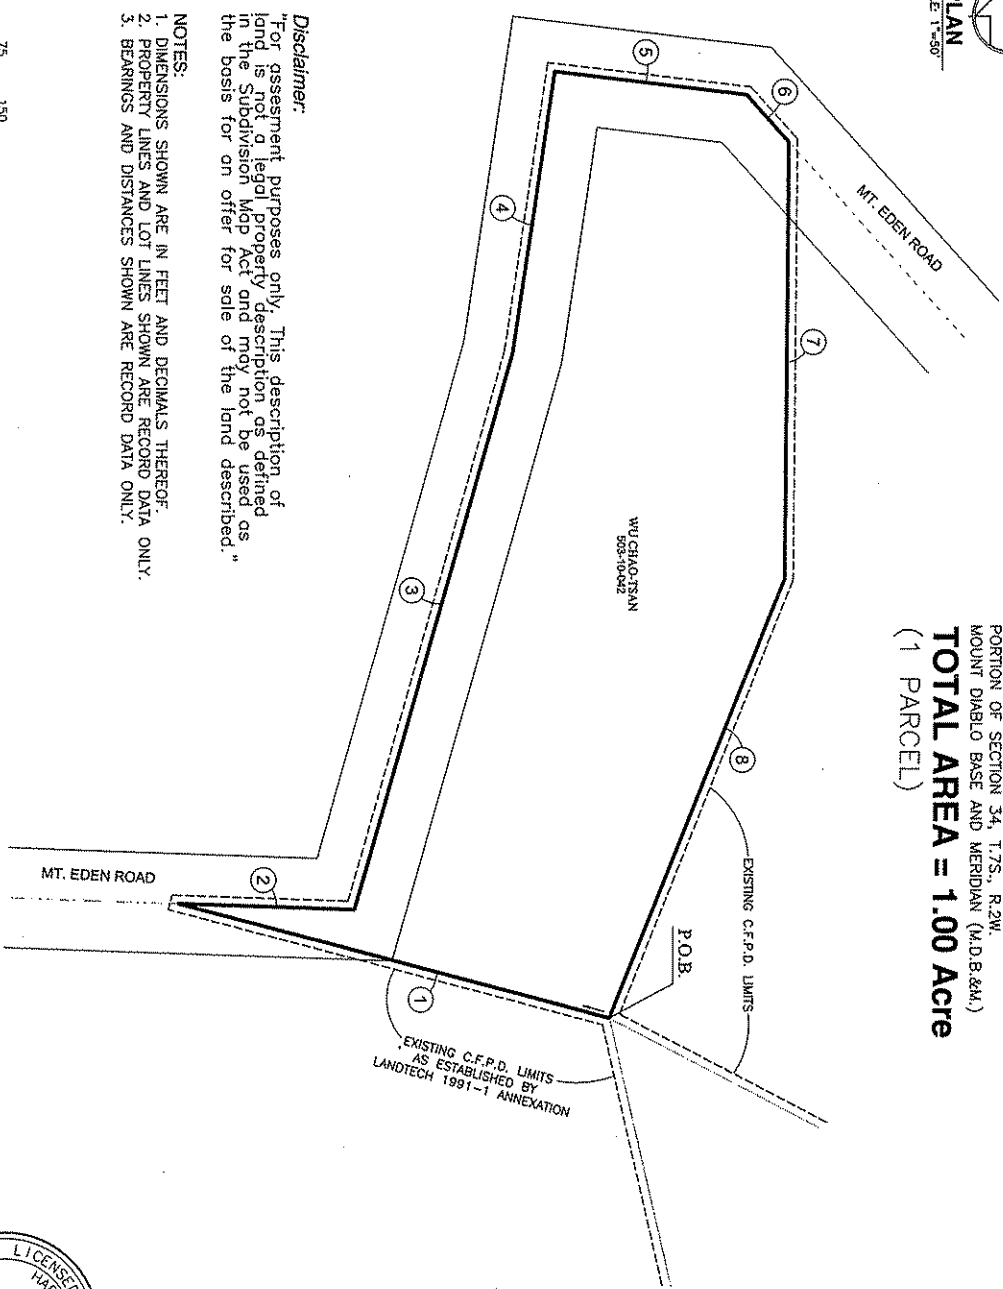 PLAN
E 1"=50'
PORTION OF SECTION 34, T.7S., R.2W.
MOUNT DIABLO BASE AND MERIDIAN (M.D.B.&M.)
TOTAL AREA = 1.00 Acre
(1 PARCEL)
MT. EDEN ROAD
5
6
7
4
3
8
2
1
WU CHAO-TSAN
503-10-042
EXISTING C.F.P.D. LIMITS
P.O.B.
EXISTING C.F.P.D. LIMITS
AS ESTABLISHED BY
LANDTECH 1991-1 ANNEXATION
MT. EDEN ROAD
Disclaimer:
"For assesment purposes only. This description of
land is not a legal property description as defined
in the Subdivision Map Act and may not be used as
the basis for an offer for sale of the land described."
NOTES:
1. DIMENSIONS SHOWN ARE IN FEET AND DECIMALS THEREOF.
2. PROPERTY LINES AND LOT LINES SHOWN ARE RECORD DATA ONLY.
3. BEARINGS AND DISTANCES SHOWN ARE RECORD DATA ONLY.
75 150
LICENSED